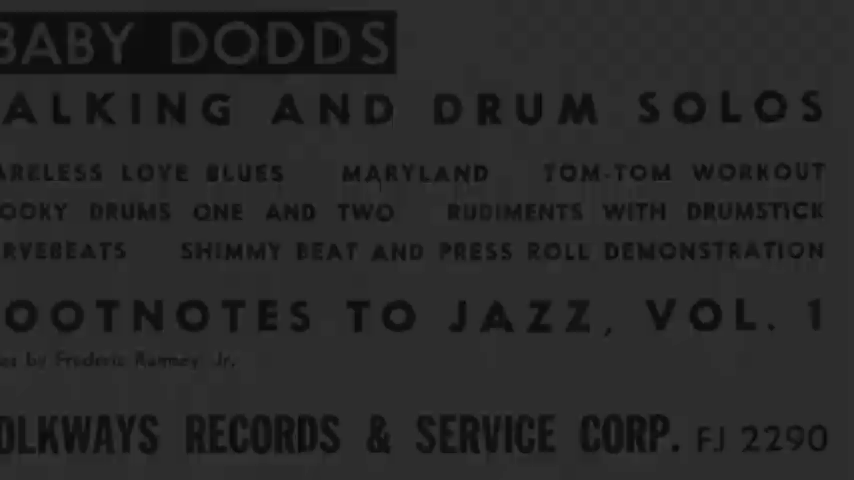 BABY DODDS
ALKING AND DRUM SOLOS
ARELESS LOVE BLUES MARYLAND TOM-TOM WORKOUT
OOKY DRUMS ONE AND TWO RUDIMENTS WITH DRUMSTICK
RVEBEATS SHIMMY BEAT AND PRESS ROLL DEMONSTRATION
OOTNOTES TO JAZZ, VOL. 1
by Frederic Ramsey, Jr.
OLKWAYS RECORDS & SERVICE CORP. FJ 2290